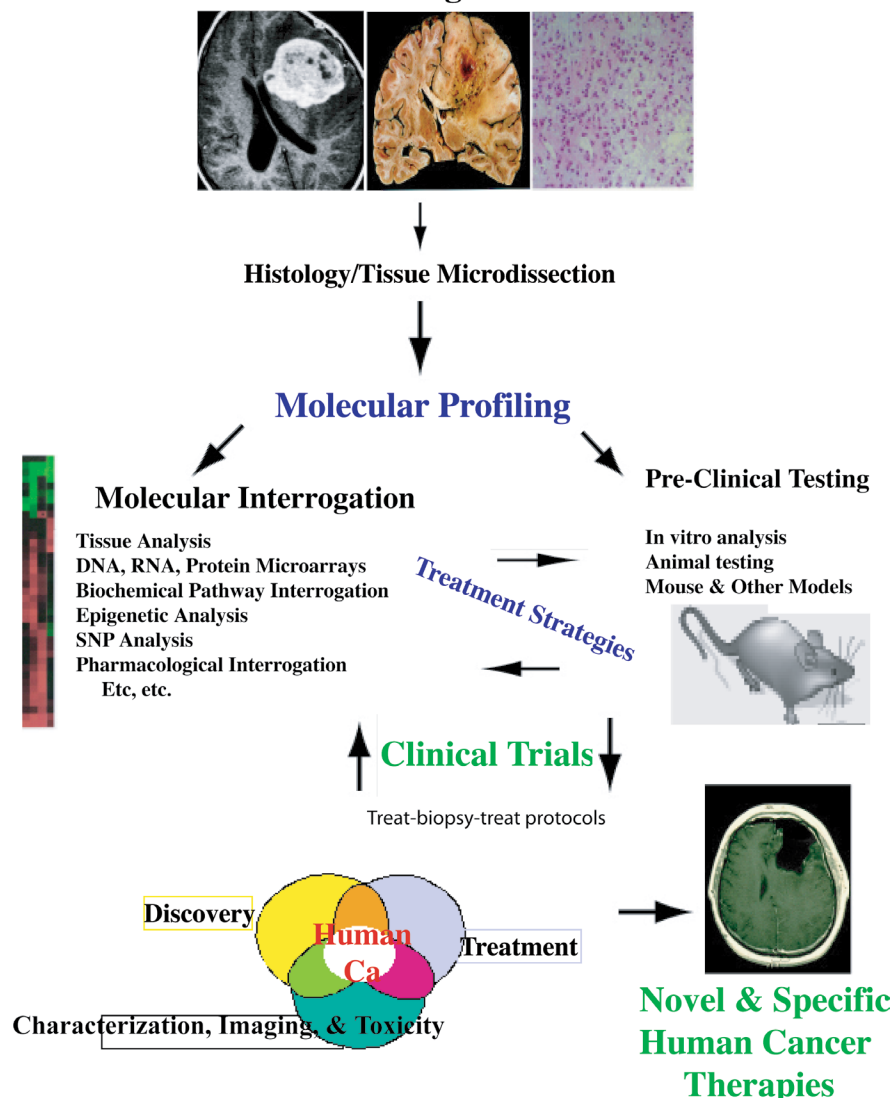 Histology/Tissue Microdissection
Molecular Profiling
Molecular Interrogation
Tissue Analysis
DNA, RNA, Protein Microarrays
Biochemical Pathway Interrogation
Epigenetic Analysis
SNP Analysis
Pharmacological Interrogation
Etc, etc.
Treatment Strategies
Pre-Clinical Testing
In vitro analysis
Animal testing
Mouse & Other Models
Clinical Trials
Treat-biopsy-treat protocols
Discovery
Human
Ca
Treatment
Characterization, Imaging, & Toxicity
Novel & Specific
Human Cancer
Therapies